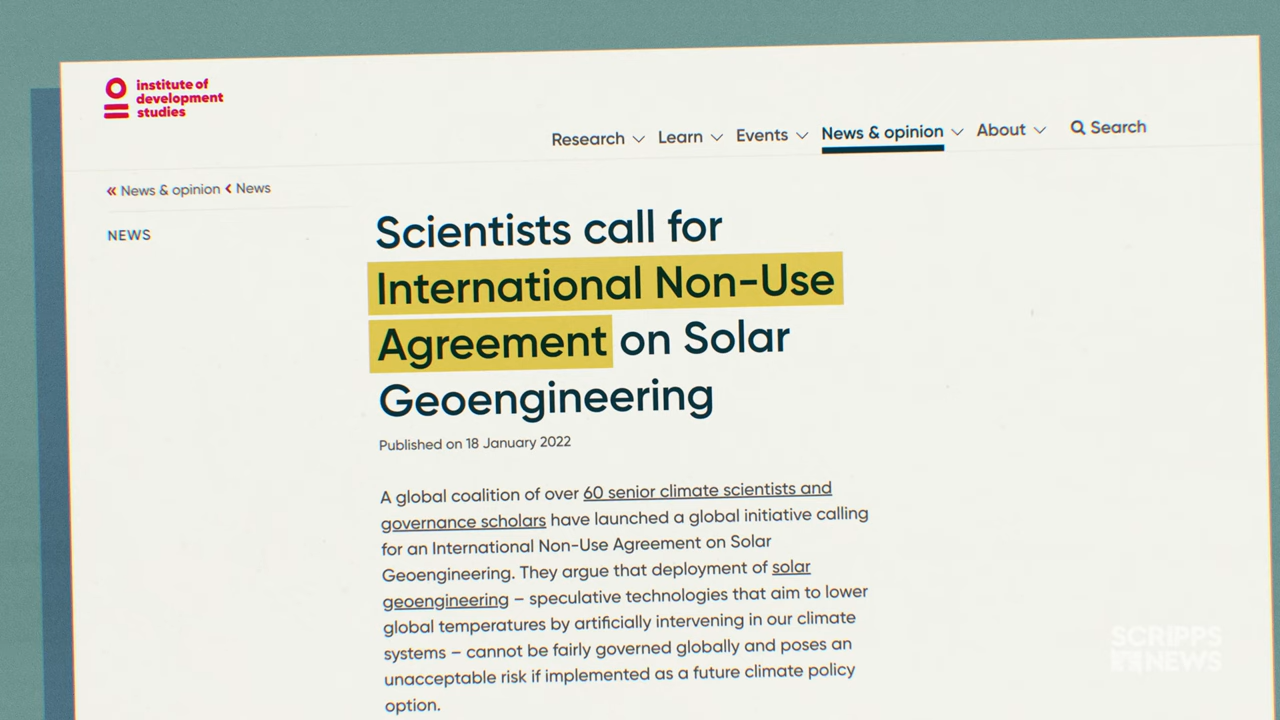 institute of
development
studies
Research Learn Events News & opinion About Search
« News & opinion < News
NEWS
Scientists call for
International Non-Use
Agreement on Solar
Geoengineering
Published on 18 January 2022
A global coalition of over 60 senior climate scientists and
governance scholars have launched a global initiative calling
for an International Non-Use Agreement on Solar
Geoengineering. They argue that deployment of solar
geoengineering – speculative technologies that aim to lower
global temperatures by artificially intervening in our climate
systems – cannot be fairly governed globally and poses an
unacceptable risk if implemented as a future climate policy
option.
SCRIPPS
NEWS